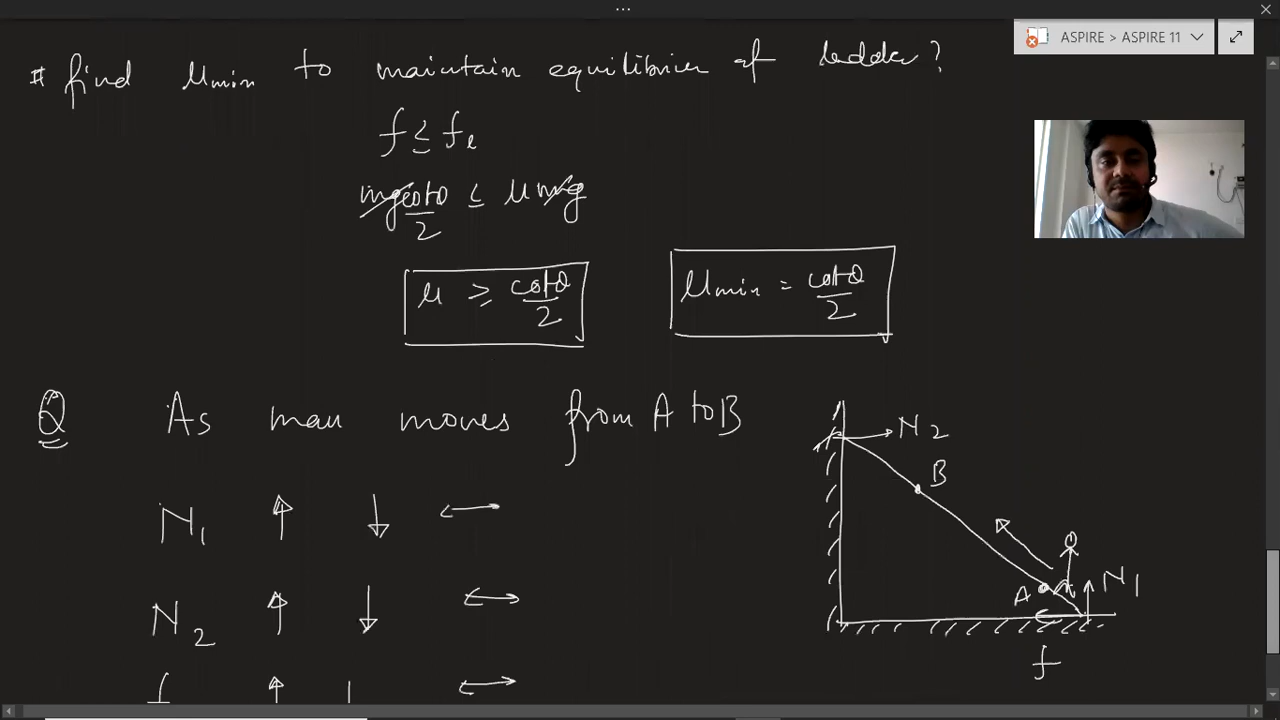 ASPIRE > ASPIRE 11
# find μmin to maintain equilibrium of ladder?
f ≤ fl
mgcotθ/2 ≤ μmg
μ ≥ cotθ/2 μmin = cotθ/2
Q As man moves from A to B
N1 ↑ ↓ ↔
N2 ↑ ↓ ↔
f ↑ ↔
N2
B
A
N1
f